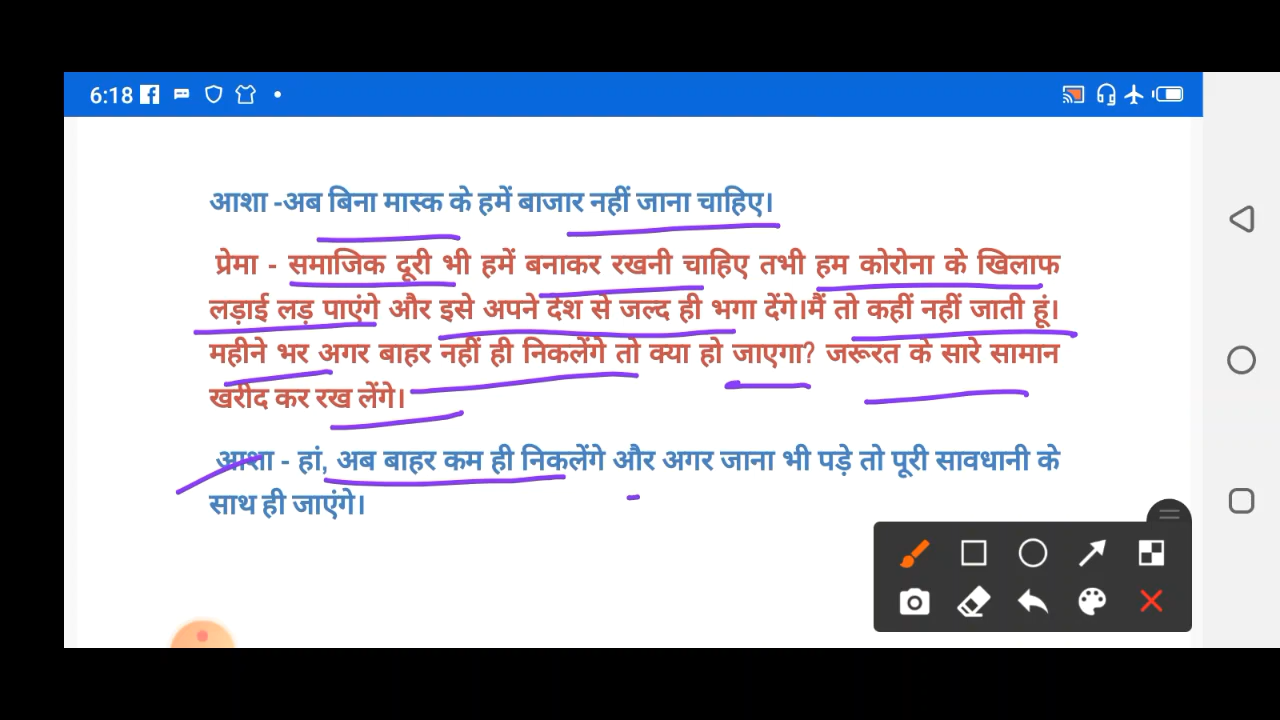 6:18
आशा -अब बिना मास्क के हमें बाजार नहीं जाना चाहिए।
प्रेमा - समाजिक दूरी भी हमें बनाकर रखनी चाहिए तभी हम कोरोना के खिलाफ
लड़ाई लड़ पाएंगे और इसे अपने देश से जल्द ही भगा देंगे।मैं तो कहीं नहीं जाती हूं।
महीने भर अगर बाहर नहीं ही निकलेंगे तो क्या हो जाएगा? जरूरत के सारे सामान
खरीद कर रख लेंगे।
आशा - हां, अब बाहर कम ही निकलेंगे और अगर जाना भी पड़े तो पूरी सावधानी के
साथ ही जाएंगे।